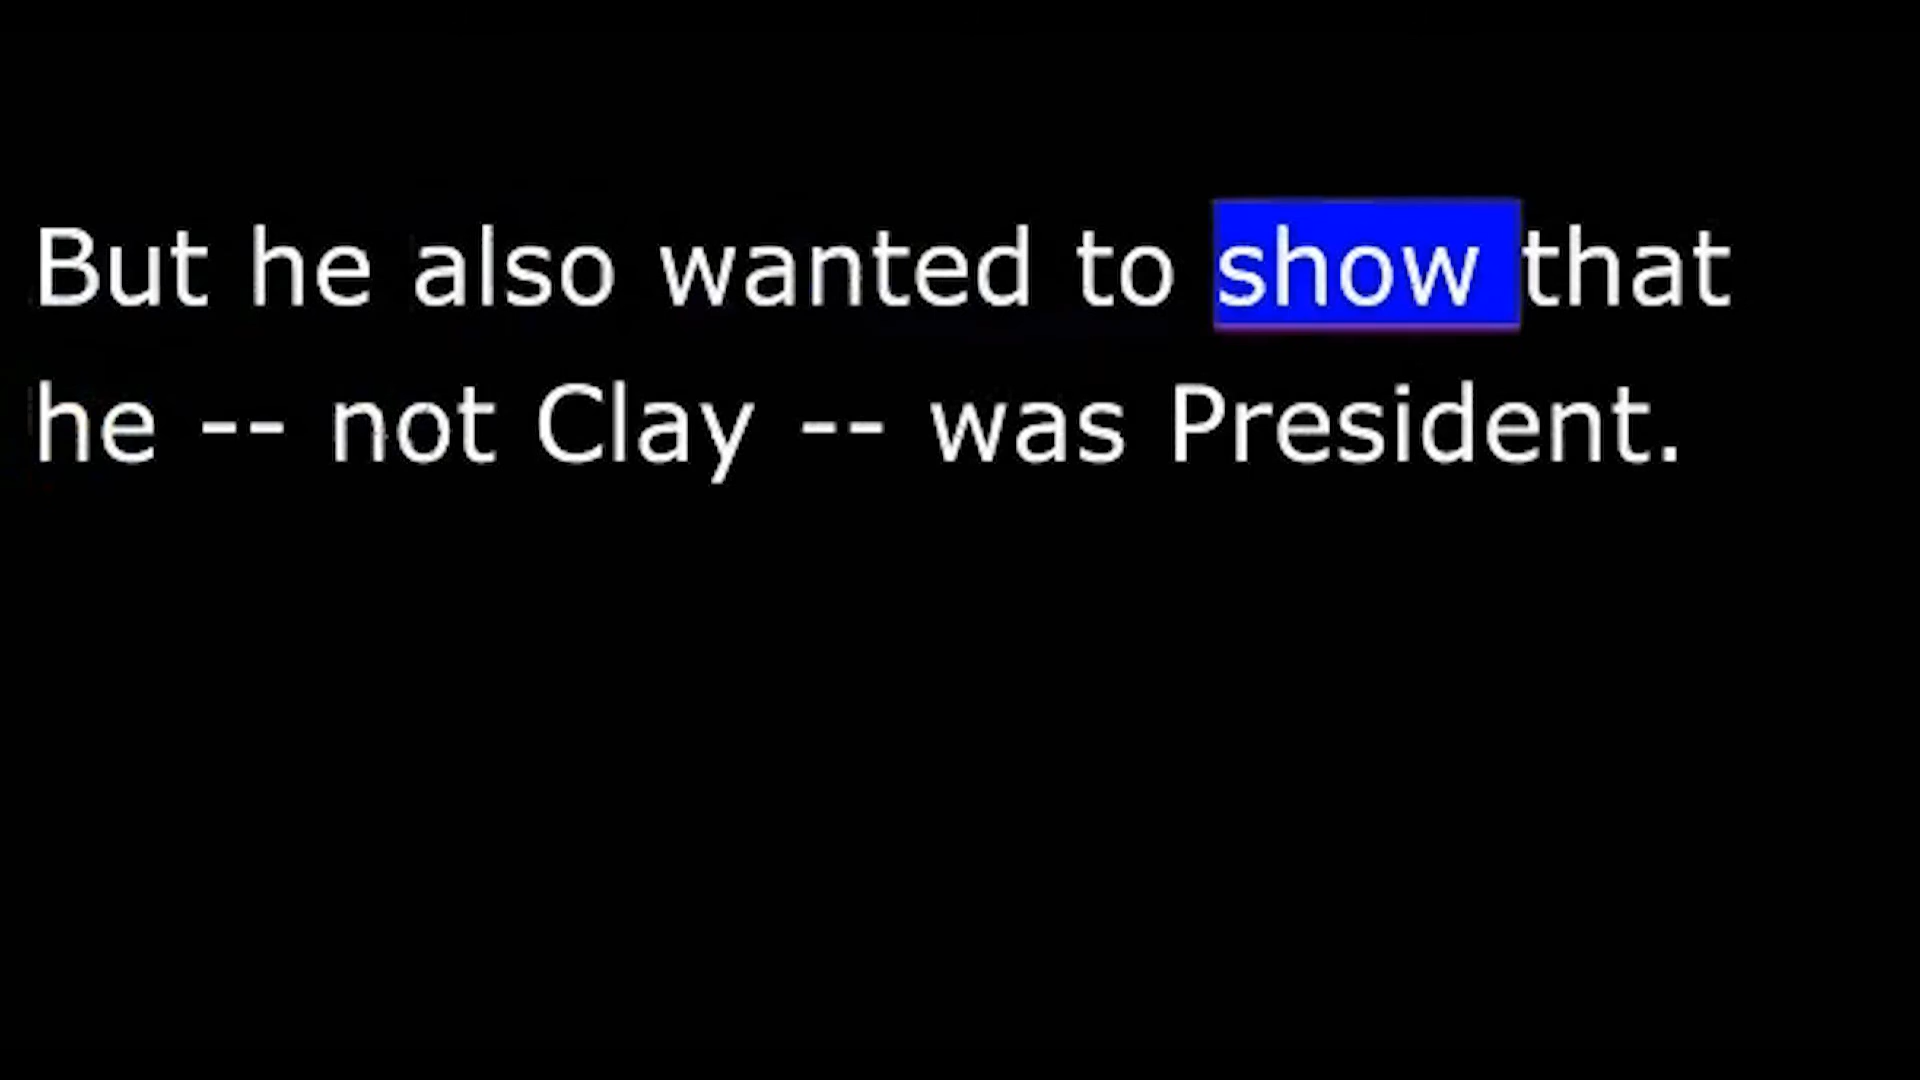 But he also wanted to show that
he -- not Clay -- was President.